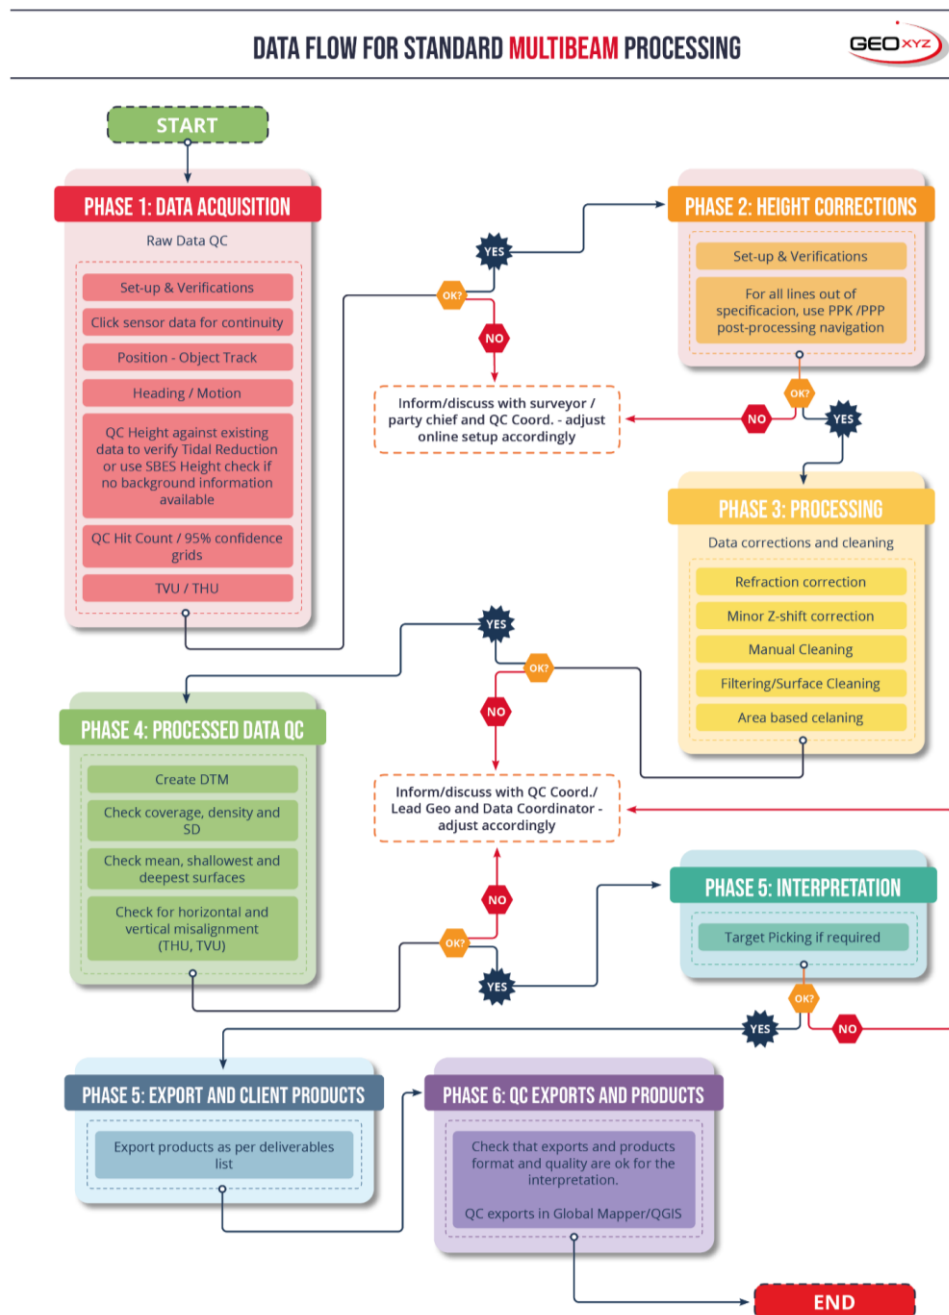 DATA FLOW FOR STANDARD MULTIBEAM PROCESSING
GEOXYZ
START
PHASE 1: DATA ACQUISITION
Raw Data QC
Set-up & Verifications
Click sensor data for continuity
Position - Object Track
Heading / Motion
QC Height against existing
data to verify Tidal Reduction
or use SBES Height check if
no background information
available
QC Hit Count / 95% confidence
grids
TVU / THU
OK?
YES
NO
Inform/discuss with surveyor /
party chief and QC Coord. - adjust
online setup accordingly
PHASE 2: HEIGHT CORRECTIONS
Set-up & Verifications
For all lines out of
specificacion, use PPK /PPP
post-processing navigation
OK?
NO
YES
PHASE 3: PROCESSING
Data corrections and cleaning
Refraction correction
Minor Z-shift correction
Manual Cleaning
Filtering/Surface Cleaning
Area based celaning
YES
OK?
NO
Inform/discuss with QC Coord./
Lead Geo and Data Coordinator -
adjust accordingly
PHASE 4: PROCESSED DATA QC
Create DTM
Check coverage, density and
SD
Check mean, shallowest and
deepest surfaces
Check for horizontal and
vertical misalignment
(THU, TVU)
NO
OK?
YES
PHASE 5: INTERPRETATION
Target Picking if required
OK?
YES
NO
PHASE 5: EXPORT AND CLIENT PRODUCTS
Export products as per deliverables
list
PHASE 6: QC EXPORTS AND PRODUCTS
Check that exports and products
format and quality are ok for the
interpretation.
QC exports in Global Mapper/QGIS
END